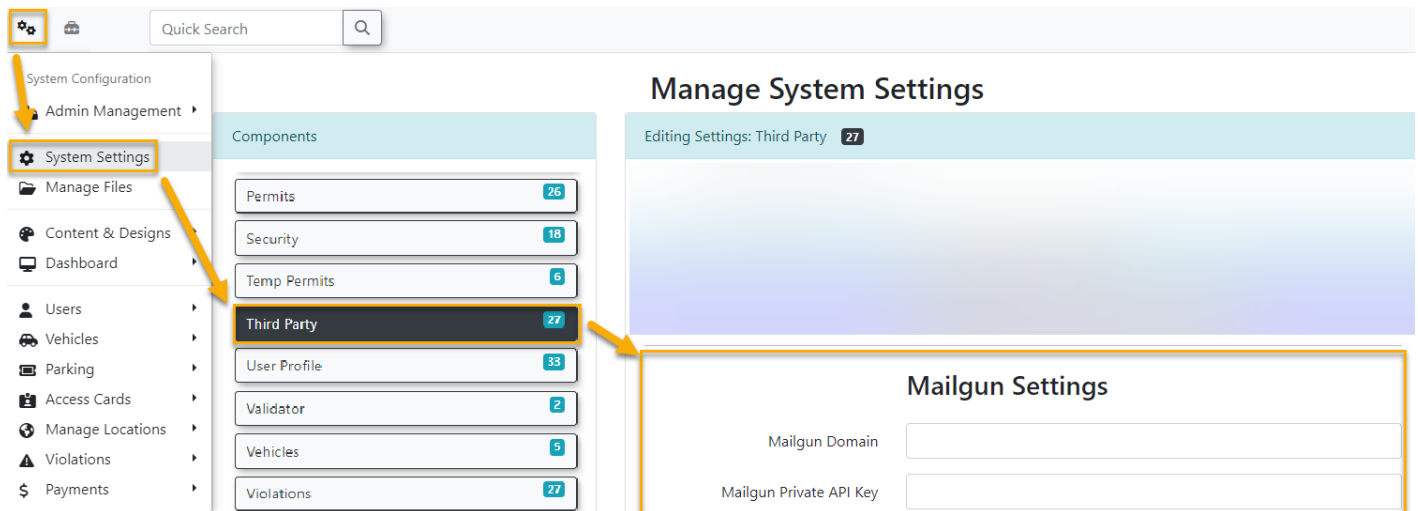 Quick Search
System Configuration
Admin Management
System Settings
Manage Files
Content & Designs
Dashboard
Users
Vehicles
Parking
Access Cards
Manage Locations
Violations
Payments
Manage System Settings
Components
Permits 26
Security 18
Temp Permits 6
Third Party 27
User Profile 33
Validator 2
Vehicles 5
Violations 27
Editing Settings: Third Party 27
Mailgun Settings
Mailgun Domain
Mailgun Private API Key